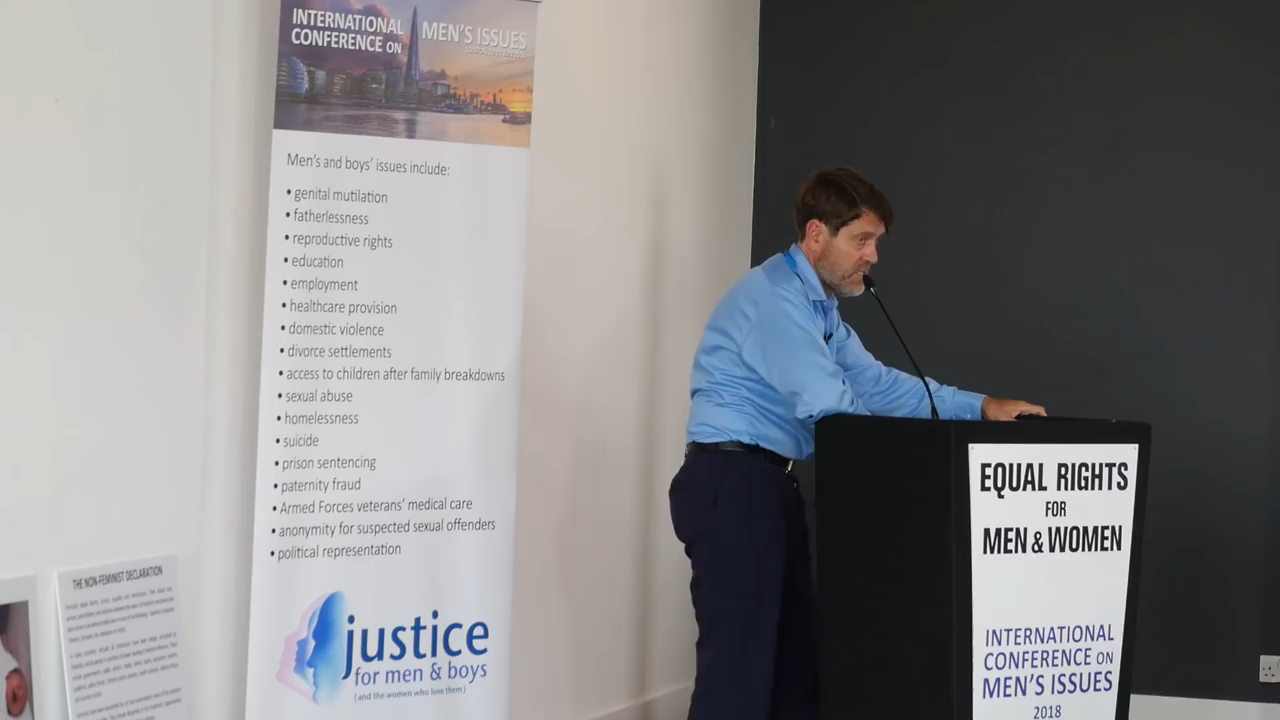 INTERNATIONAL
CONFERENCE ON
MEN'S ISSUES
Men's and boys' issues include:
• genital mutilation
• fatherlessness
• reproductive rights
• education
• employment
• healthcare provision
• domestic violence
• divorce settlements
• access to children after family breakdowns
• sexual abuse
• homelessness
• suicide
• prison sentencing
• paternity fraud
• Armed Forces veterans' medical care
• anonymity for suspected sexual offenders
• political representation
justice
for men & boys
(and the women who love them)
THE NON-FEMINIST DECLARATION
EQUAL RIGHTS
FOR
MEN & WOMEN
INTERNATIONAL
CONFERENCE ON
MEN'S ISSUES
2018